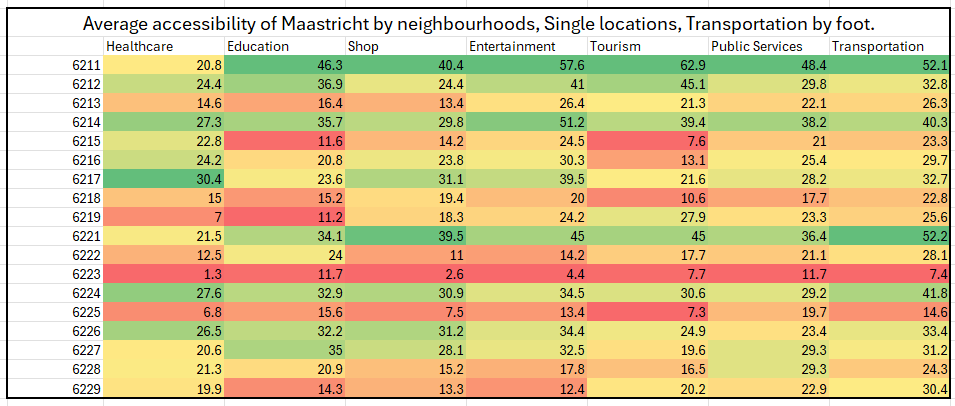 Average accessibility of Maastricht by neighbourhoods, Single locations, Transportation by foot.
Healthcare Education Shop Entertainment Tourism Public Services Transportation
6211 20.8 46.3 40.4 57.6 62.9 48.4 52.1
6212 24.4 36.9 24.4 41 45.1 29.8 32.8
6213 14.6 16.4 13.4 26.4 21.3 22.1 26.3
6214 27.3 35.7 29.8 51.2 39.4 38.2 40.3
6215 22.8 11.6 14.2 24.5 7.6 21 23.3
6216 24.2 20.8 23.8 30.3 13.1 25.4 29.7
6217 30.4 23.6 31.1 39.5 21.6 28.2 32.7
6218 15 15.2 19.4 20 10.6 17.7 22.8
6219 7 11.2 18.3 24.2 27.9 23.3 25.6
6221 21.5 34.1 39.5 45 45 36.4 52.2
6222 12.5 24 11 14.2 17.7 21.1 28.1
6223 1.3 11.7 2.6 4.4 7.7 11.7 7.4
6224 27.6 32.9 30.9 34.5 30.6 29.2 41.8
6225 6.8 15.6 7.5 13.4 7.3 19.7 14.6
6226 26.5 32.2 31.2 34.4 24.9 23.4 33.4
6227 20.6 35 28.1 32.5 19.6 29.3 31.2
6228 21.3 20.9 15.2 17.8 16.5 29.3 24.3
6229 19.9 14.3 13.3 12.4 20.2 22.9 30.4